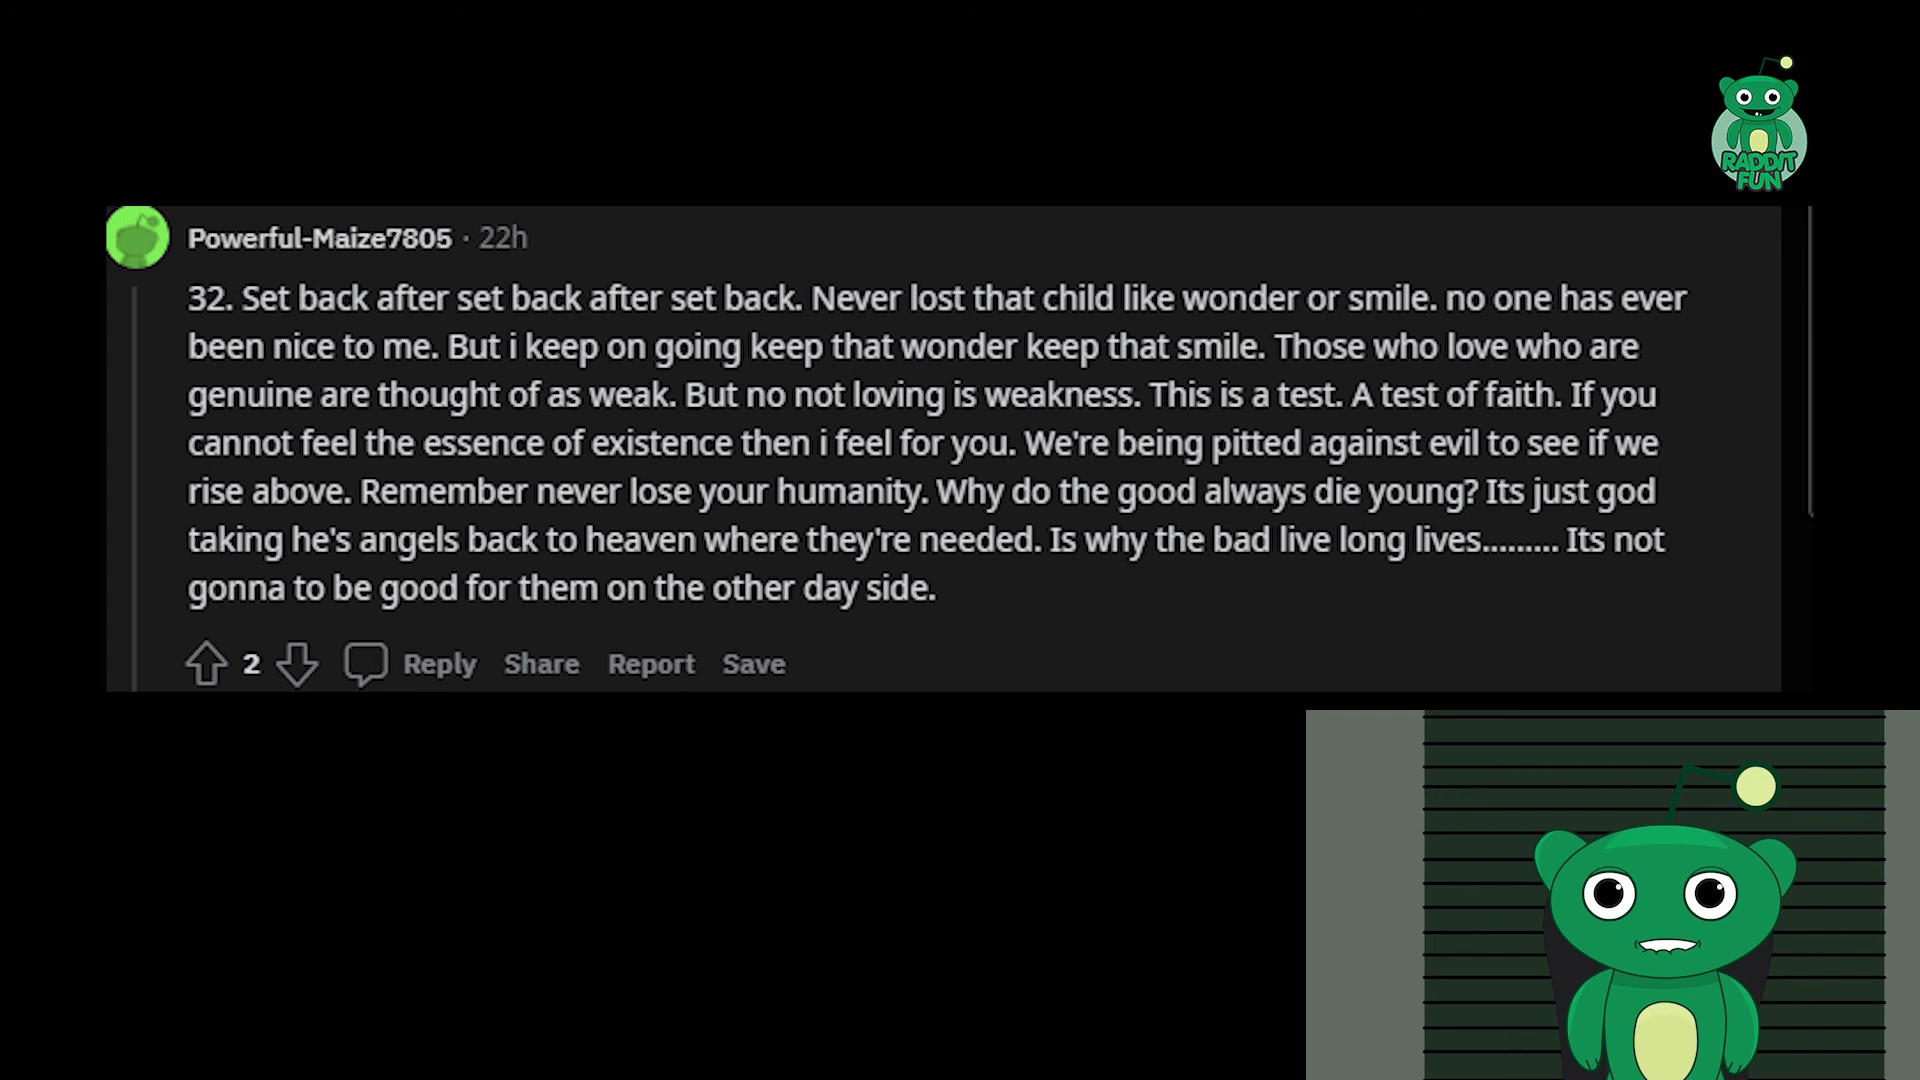 RADDIT
FUN
Powerful-Maize7805 · 22h
32. Set back after set back after set back. Never lost that child like wonder or smile. no one has ever
been nice to me. But i keep on going keep that wonder keep that smile. Those who love who are
genuine are thought of as weak. But no not loving is weakness. This is a test. A test of faith. If you
cannot feel the essence of existence then i feel for you. We're being pitted against evil to see if we
rise above. Remember never lose your humanity. Why do the good always die young? Its just god
taking he's angels back to heaven where they're needed. Is why the bad live long lives......... Its not
gonna to be good for them on the other day side.
2 Reply Share Report Save